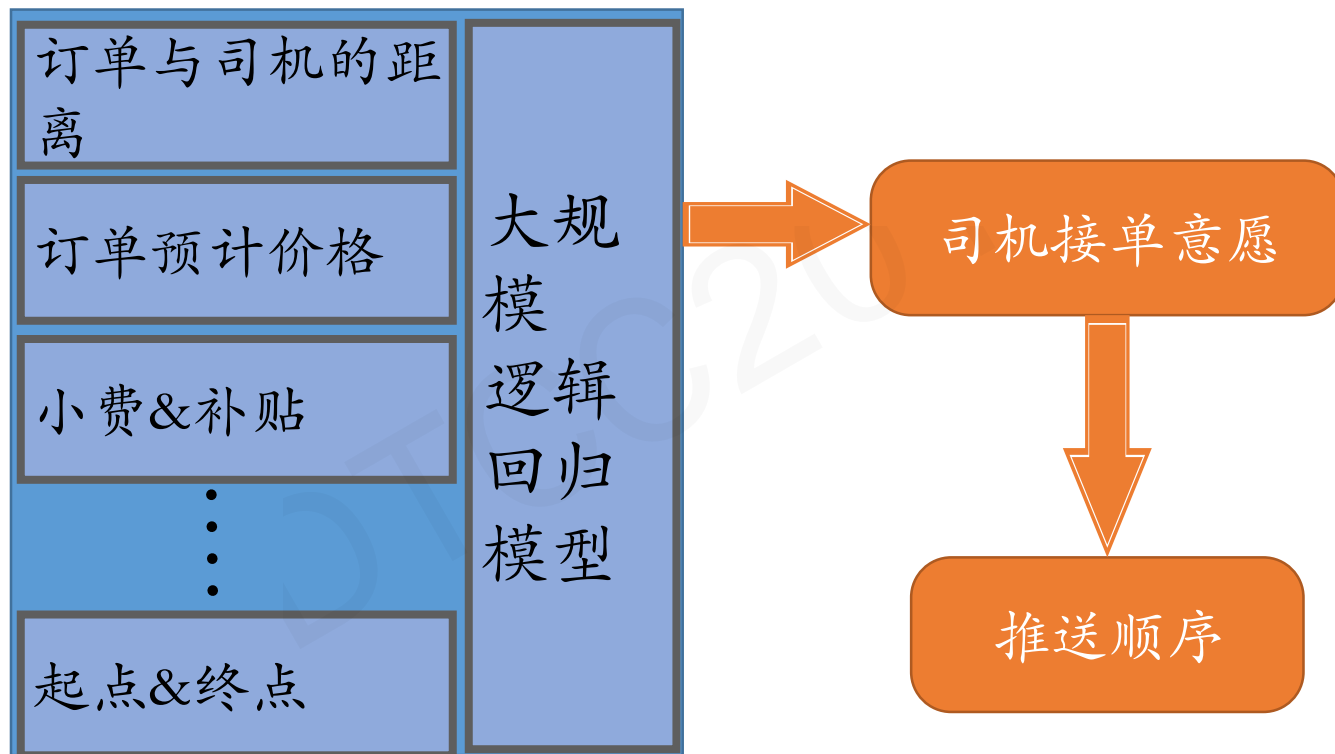 订单与司机的距
离
订单预计价格
小费&补贴
起点&终点
大规
模
逻辑
回归
模型
司机接单意愿
推送顺序